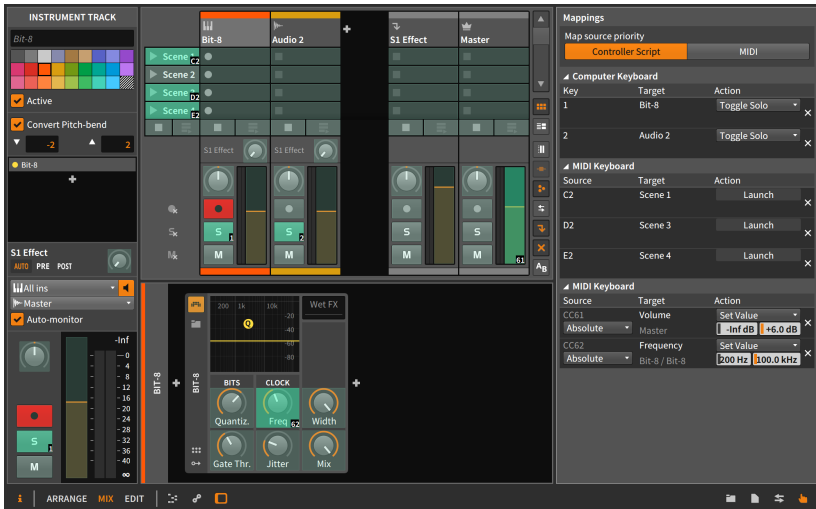 INSTRUMENT TRACK
Bit-8
Active
Convert Pitch-bend
-2
2
Bit-8
S1 Effect
AUTO PRE POST
All ins
Master
Auto-monitor
-Inf
0
4
8
12
16
20
24
28
32
36
40
∞
S 1
M
Bit-8
Audio 2
S1 Effect
Master
Scene 1 C2
Scene 2
Scene 3 D2
Scene 4 E2
S1 Effect
S1 Effect
S 1
S 2
S
S
M
M
M
M
61
AB
BIT-8
BIT-8
200 1k 10k
-20
-40
-60
-80
Q
Wet FX
BITS
CLOCK
Quantiz.
Freq 62
Width
Gate Thr.
Jitter
Mix
Mappings
Map source priority
Controller Script
MIDI
Computer Keyboard
Key Target Action
1 Bit-8 Toggle Solo
2 Audio 2 Toggle Solo
MIDI Keyboard
Source Target Action
C2 Scene 1 Launch
D2 Scene 3 Launch
E2 Scene 4 Launch
MIDI Keyboard
Source Target Action
CC61 Volume Set Value
Absolute Master -Inf dB +6.0 dB
CC62 Frequency Set Value
Absolute Bit-8 / Bit-8 200 Hz 100.0 kHz
i ARRANGE MIX EDIT